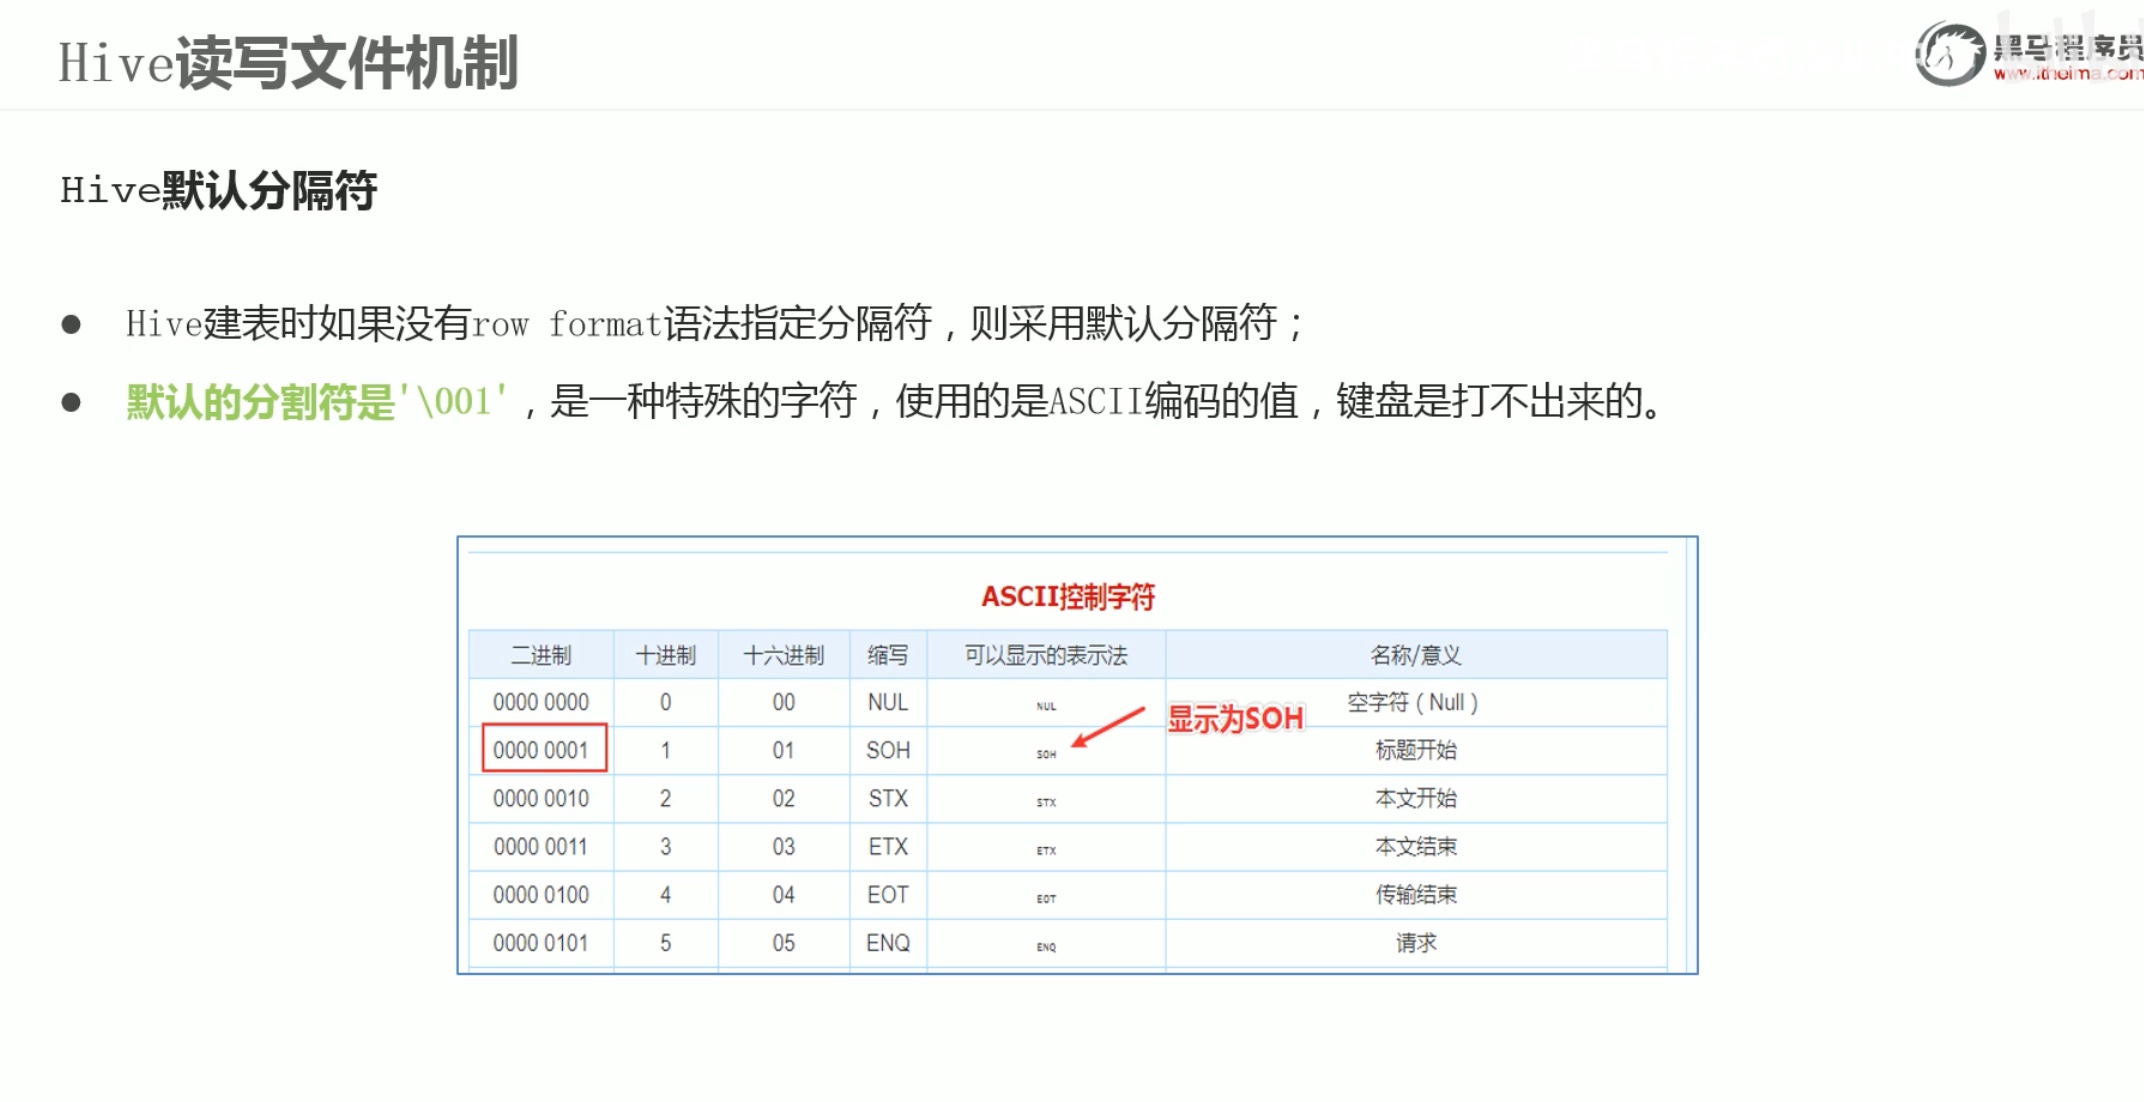 Hive读写文件机制
黑马程序员
www.itheima.com
Hive默认分隔符
● Hive建表时如果没有row format语法指定分隔符，则采用默认分隔符；
● 默认的分割符是'\001'，是一种特殊的字符，使用的是ASCII编码的值，键盘是打不出来的。
ASCII控制字符
二进制 十进制 十六进制 缩写 可以显示的表示法 名称/意义
0000 0000 0 00 NUL NUL 空字符（Null）
显示为SOH
0000 0001 1 01 SOH SOH 标题开始
0000 0010 2 02 STX STX 本文开始
0000 0011 3 03 ETX ETX 本文结束
0000 0100 4 04 EOT EOT 传输结束
0000 0101 5 05 ENQ ENQ 请求